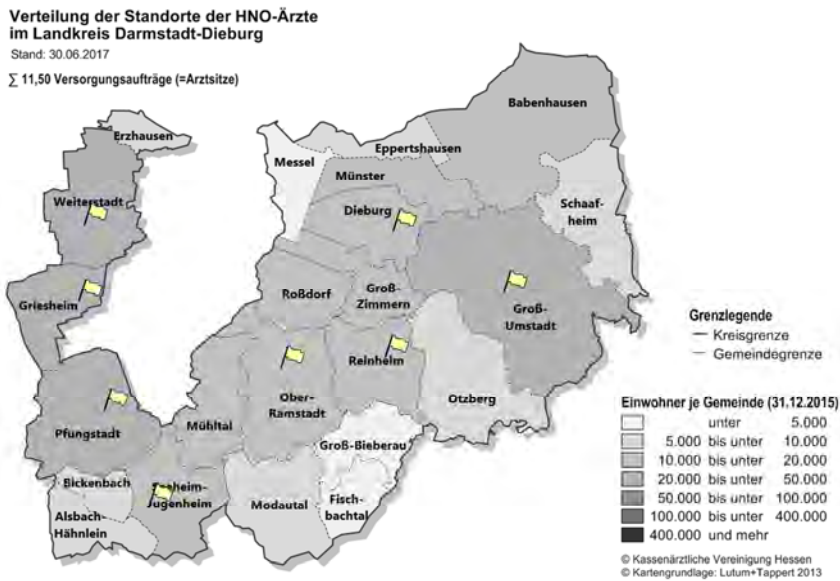 Verteilung der Standorte der HNO-Ärzte
im Landkreis Darmstadt-Dieburg
Stand: 30.06.2017
∑ 11,50 Versorgungsaufträge (=Arztsitze)
Babenhausen
Erzhausen
Eppertshausen
Messel
Münster
Weiterstadt
Dieburg
Schaaf-
heim
Griesheim
Roßdorf
Groß-
Zimmern
Groß-
Umstadt
Reinheim
Ober-
Ramstadt
Otzberg
Mühltal
Pfungstadt
Groß-Bieberau
Bickenbach
Seeheim-
Jugenheim
Modautal
Fisch-
bachtal
Alsbach-
Hähnlein
Grenzlegende
Kreisgrenze
Gemeindegrenze
Einwohner je Gemeinde (31.12.2015)
unter 5.000
5.000 bis unter 10.000
10.000 bis unter 20.000
20.000 bis unter 50.000
50.000 bis unter 100.000
100.000 bis unter 400.000
400.000 und mehr
© Kassenärztliche Vereinigung Hessen
© Kartengrundlage: Lutum+Tappert 2013